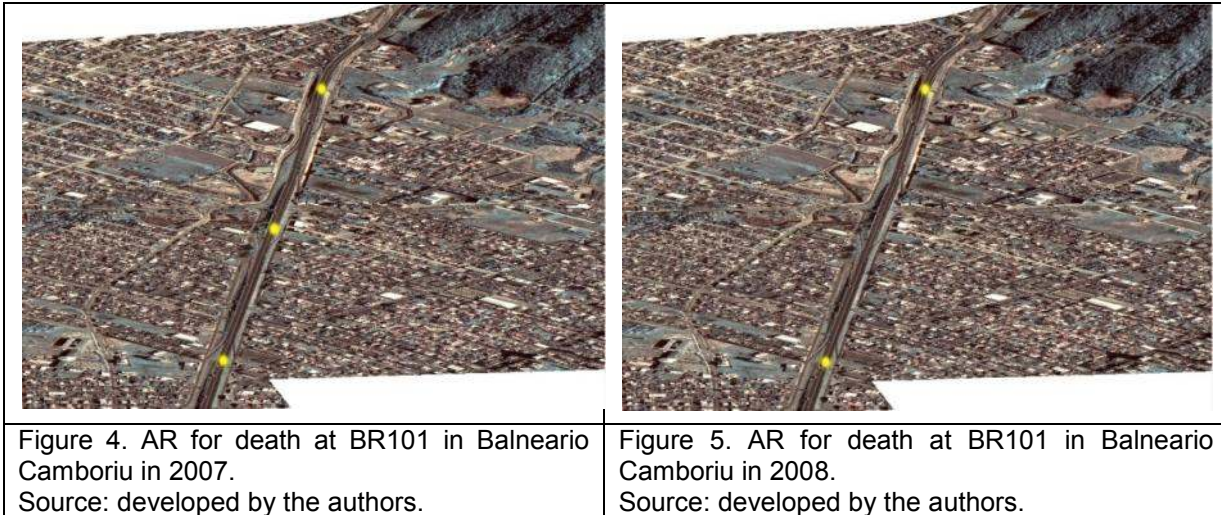 Figure 4. AR for death at BR101 in Balneario
Camboriu in 2007.
Source: developed by the authors.
Figure 5. AR for death at BR101 in Balneario
Camboriu in 2008.
Source: developed by the authors.